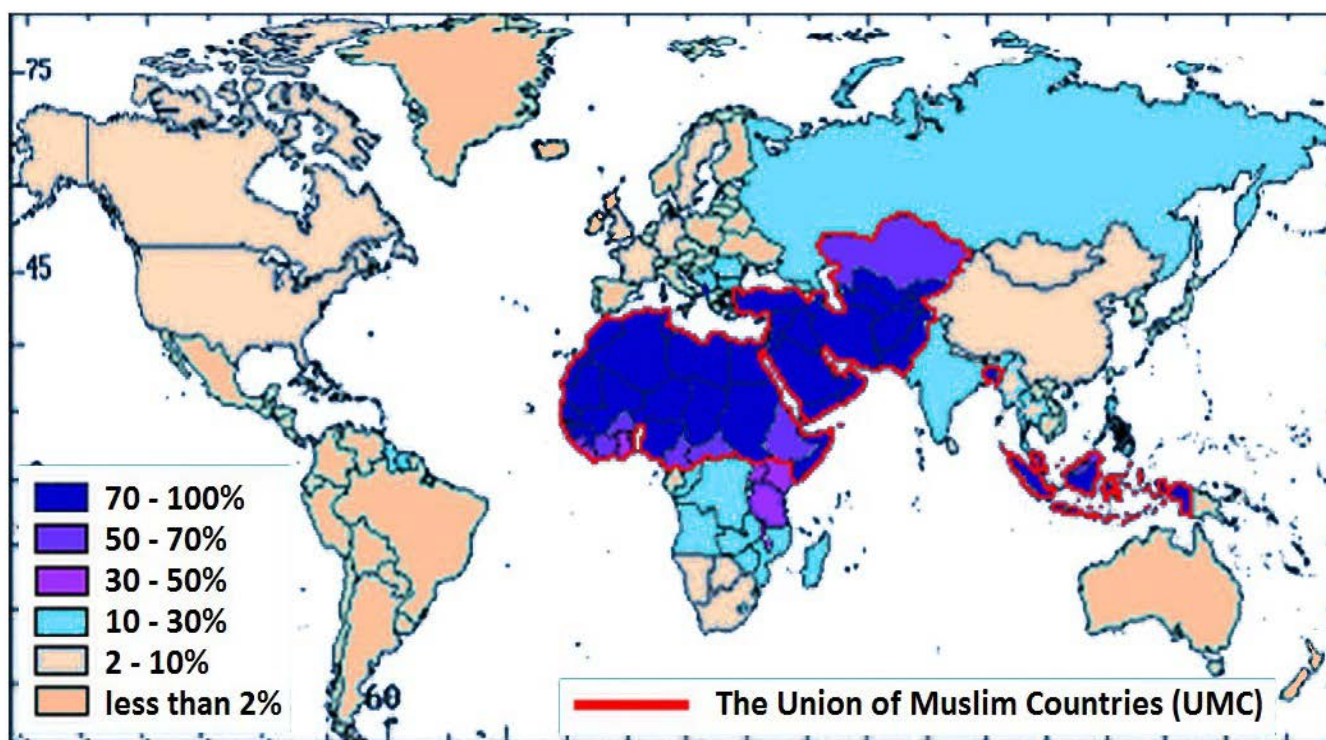 75
45
70 - 100%
50 - 70%
30 - 50%
10 - 30%
2 - 10%
less than 2%
60
The Union of Muslim Countries (UMC)